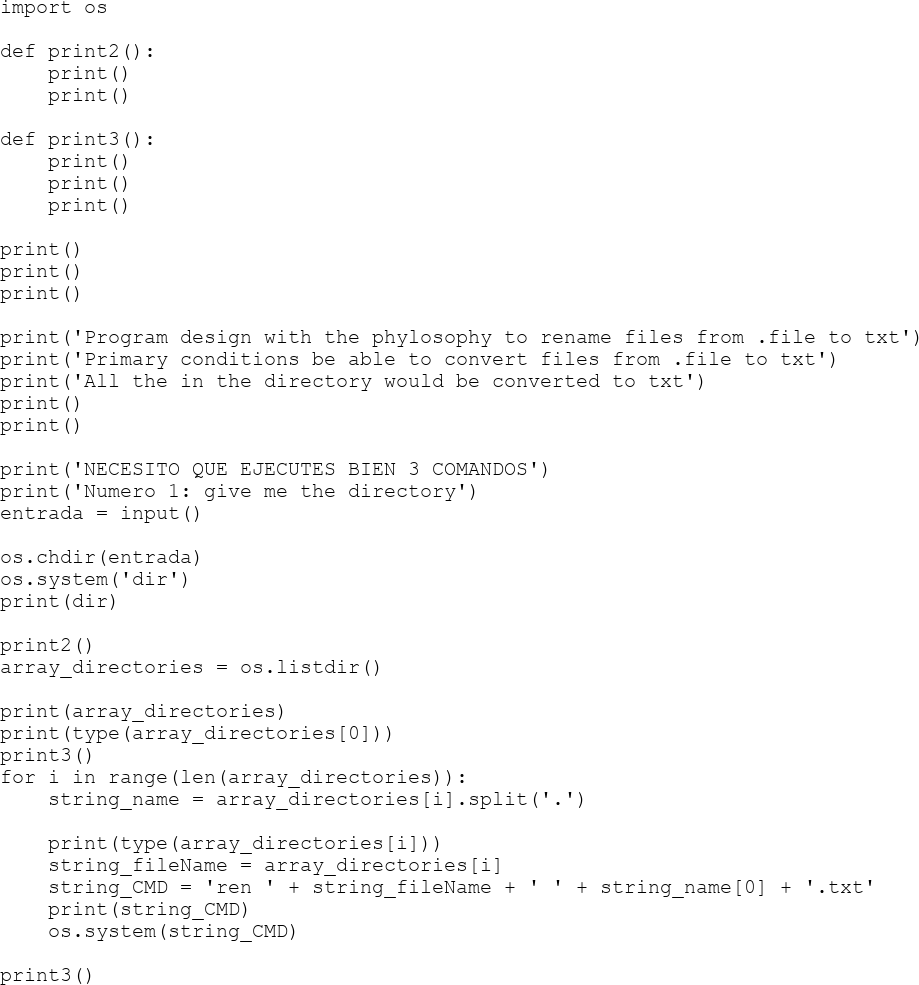 import os
def print2():
    print()
    print()
def print3():
    print()
    print()
    print()
print()
print()
print()
print('Program design with the phylosophy to rename files from .file to txt')
print('Primary conditions be able to convert files from .file to txt')
print('All the in the directory would be converted to txt')
print()
print()
print('NECESITO QUE EJECUTES BIEN 3 COMANDOS')
print('Numero 1: give me the directory')
entrada = input()
os.chdir(entrada)
os.system('dir')
print(dir)
print2()
array_directories = os.listdir()
print(array_directories)
print(type(array_directories[0]))
print3()
for i in range(len(array_directories)):
    string_name = array_directories[i].split('.')
    print(type(array_directories[i]))
    string_fileName = array_directories[i]
    string_CMD = 'ren ' + string_fileName + ' ' + string_name[0] + '.txt'
    print(string_CMD)
    os.system(string_CMD)
print3()